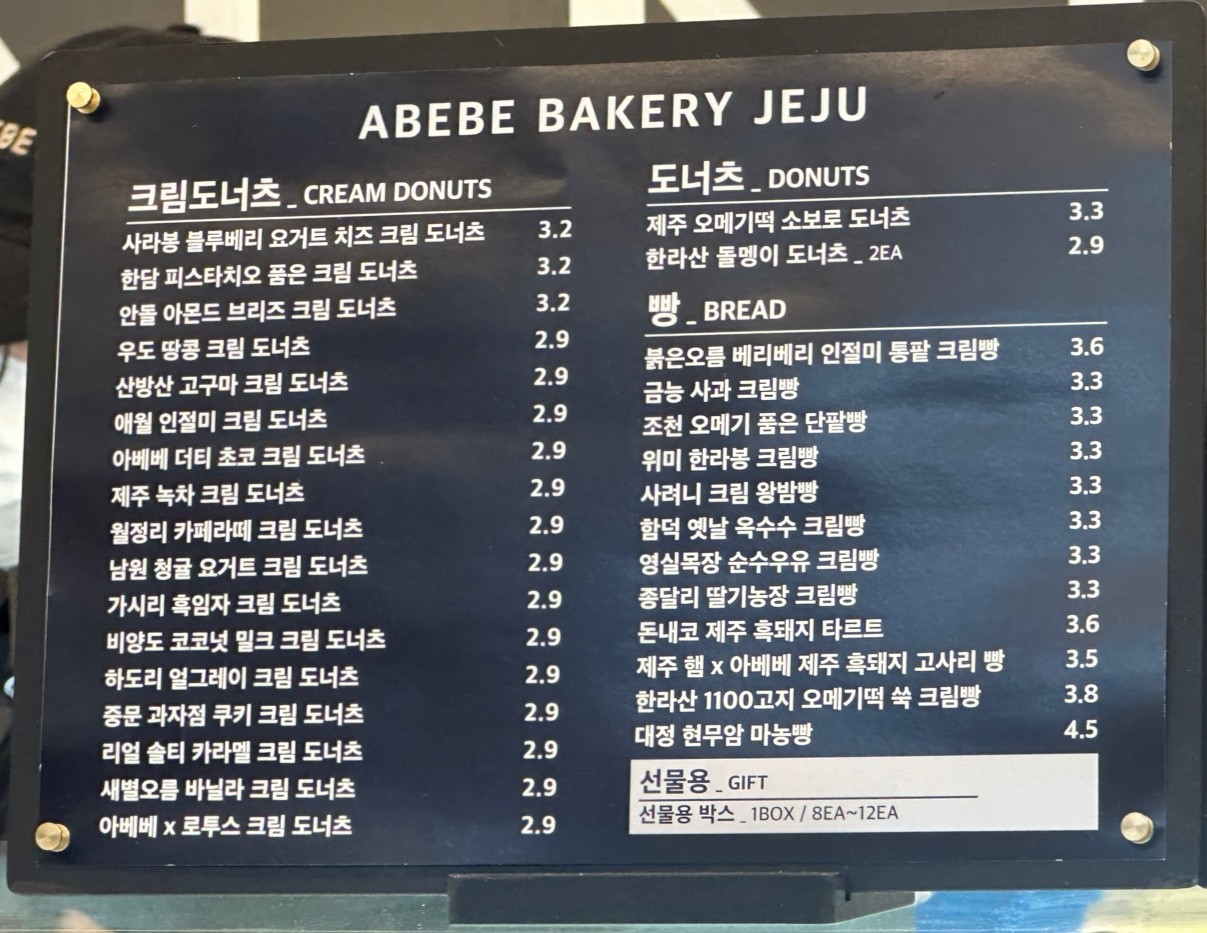 ABEBE BAKERY JEJU
크림도너츠 _ CREAM DONUTS
사라봉 블루베리 요거트 치즈 크림 도너츠 3.2
한담 피스타치오 품은 크림 도너츠 3.2
안돌 아몬드 브리즈 크림 도너츠 3.2
우도 땅콩 크림 도너츠 2.9
산방산 고구마 크림 도너츠 2.9
애월 인절미 크림 도너츠 2.9
아베베 더티 초코 크림 도너츠 2.9
제주 녹차 크림 도너츠 2.9
월정리 카페라떼 크림 도너츠 2.9
남원 청귤 요거트 크림 도너츠 2.9
가시리 흑임자 크림 도너츠 2.9
비양도 코코넛 밀크 크림 도너츠 2.9
하도리 얼그레이 크림 도너츠 2.9
중문 과자점 쿠키 크림 도너츠 2.9
리얼 솔티 카라멜 크림 도너츠 2.9
새별오름 바닐라 크림 도너츠 2.9
아베베 x 로투스 크림 도너츠 2.9
도너츠 _ DONUTS
제주 오메기떡 소보로 도너츠 3.3
한라산 돌멩이 도너츠 _ 2EA 2.9
빵 _ BREAD
붉은오름 베리베리 인절미 통팥 크림빵 3.6
금능 사과 크림빵 3.3
조천 오메기 품은 단팥빵 3.3
위미 한라봉 크림빵 3.3
사려니 크림 왕밤빵 3.3
함덕 옛날 옥수수 크림빵 3.3
영실목장 순수우유 크림빵 3.3
종달리 딸기농장 크림빵 3.3
돈내코 제주 흑돼지 타르트 3.6
제주 햄 x 아베베 제주 흑돼지 고사리 빵 3.5
한라산 1100고지 오메기떡 쑥 크림빵 3.8
대정 현무암 마농빵 4.5
선물용 _ GIFT
선물용 박스 _ 1BOX / 8EA~12EA